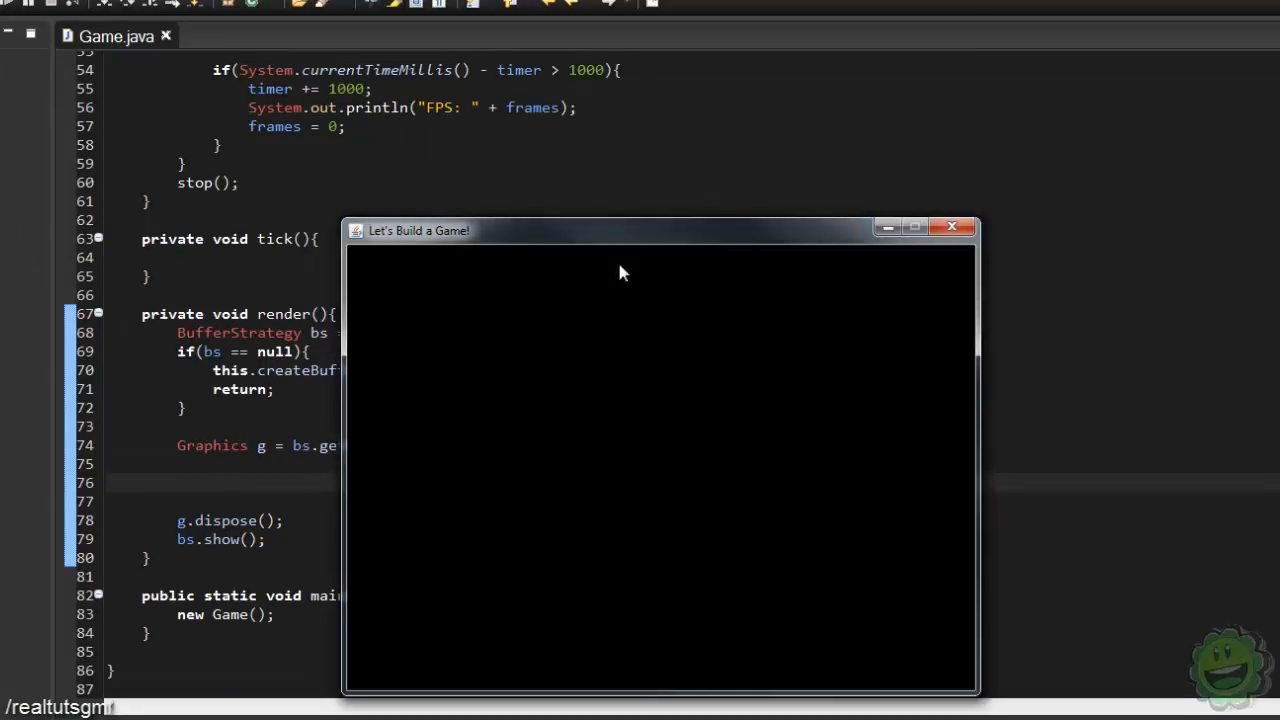 Game.java
54 if(System.currentTimeMillis() - timer > 1000){
55 timer += 1000;
56 System.out.println("FPS: " + frames);
57 frames = 0;
58 }
59 }
60 stop();
61 }
62
63 private void tick(){
64
65 }
66
67 private void render(){
68 BufferStrategy bs
69 if(bs == null){
70 this.createBuf
71 return;
72 }
73
74 Graphics g = bs.ge
75
76
77
78 g.dispose();
79 bs.show();
80 }
81
82 public static void mai
83 new Game();
84 }
85
86 }
87
Let's Build a Game!
/realtutsgml